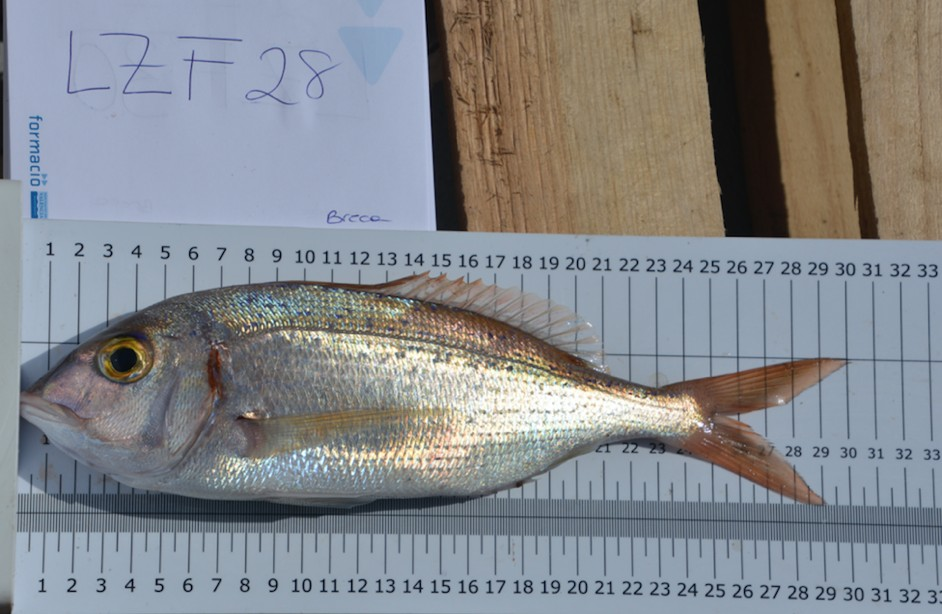 LZF28
formació
Breca
1 2 3 4 5 6 7 8 9 10 11 12 13 14 15 16 17 18 19 20 21 22 23 24 25 26 27 28 29 30 31 32 33
21 22 23 28 29 30 31 32 33
1 2 3 4 5 6 7 8 9 10 11 12 13 14 15 16 17 18 19 20 21 22 23 24 25 26 27 28 29 30 31 32